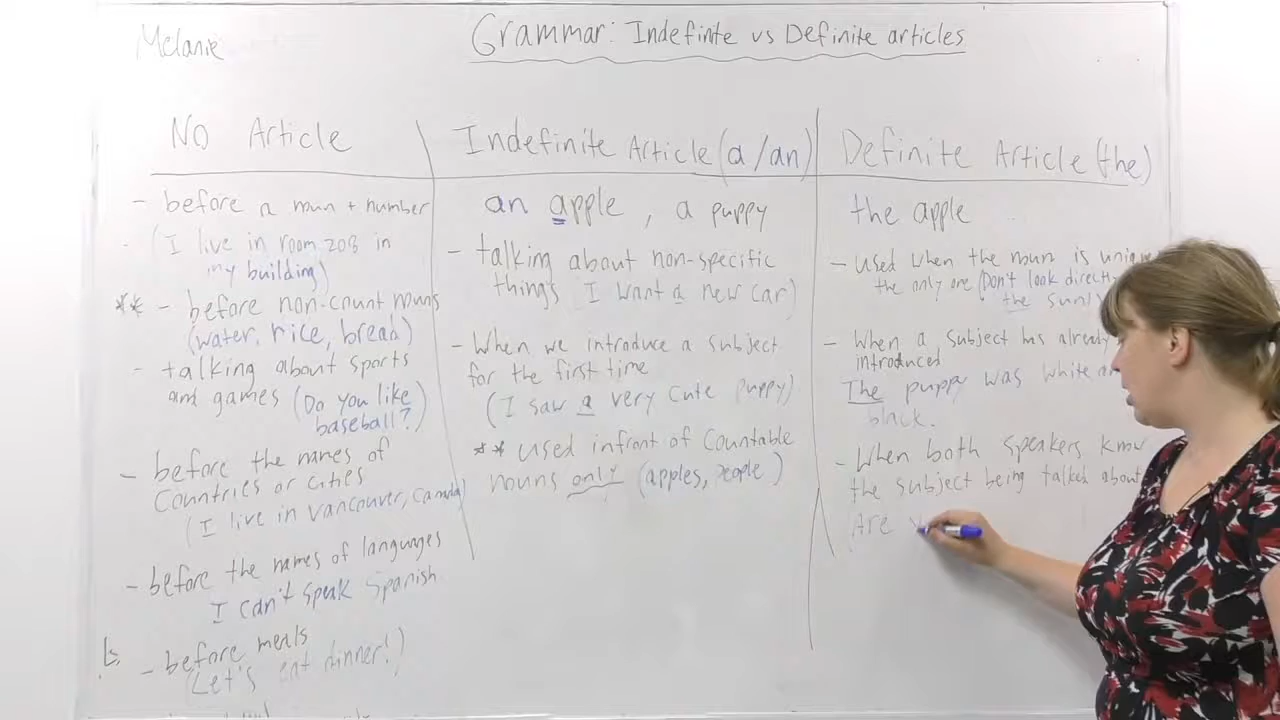 Melanie
Grammar: Indefinite vs Definite articles
No Article
- before a noun + number
- (I live in room 203 in
my building)
** - before non-count nouns
(water, rice, bread)
- talking about sports
and games (Do you like
baseball?)
- before the names of
Countries or cities
(I live in Vancouver, Canada)
- before the names of languages
I can't speak Spanish
- before meals
(Let's eat dinner!)
Indefinite Article (a/an)
an apple, a puppy
- talking about non-specific
things (I want a new car)
- When we introduce a subject
for the first time
(I saw a very cute puppy)
** used infront of Countable
nouns only (apples, people)
Definite Article (the)
the apple
- used when the noun is
the only one (Don't look
the sun!)
- When a subject has already
introduced
The puppy was white
black.
- When both speakers know
the subject being talked about
(Are